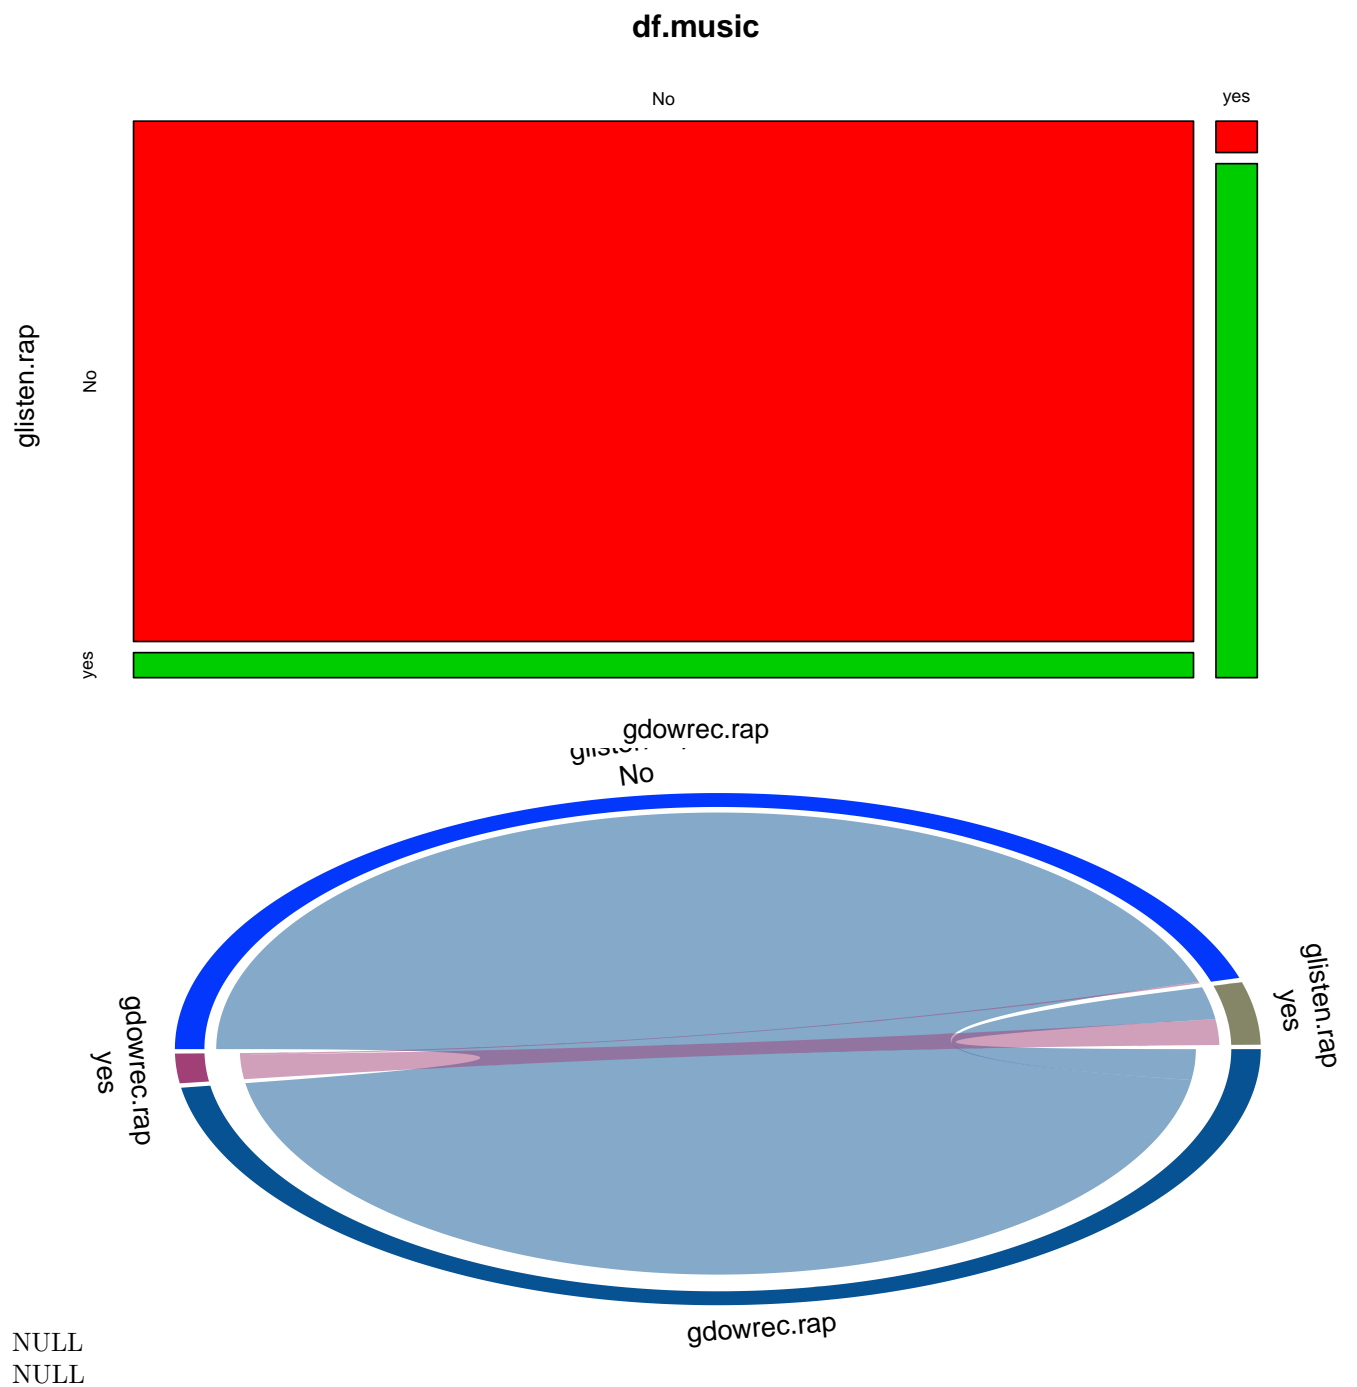 df.music
No
yes
glisten.rap
No
yes
gdowrec.rap
No
glisten.rap
yes
gdowrec.rap
yes
gdowrec.rap
NULL
NULL